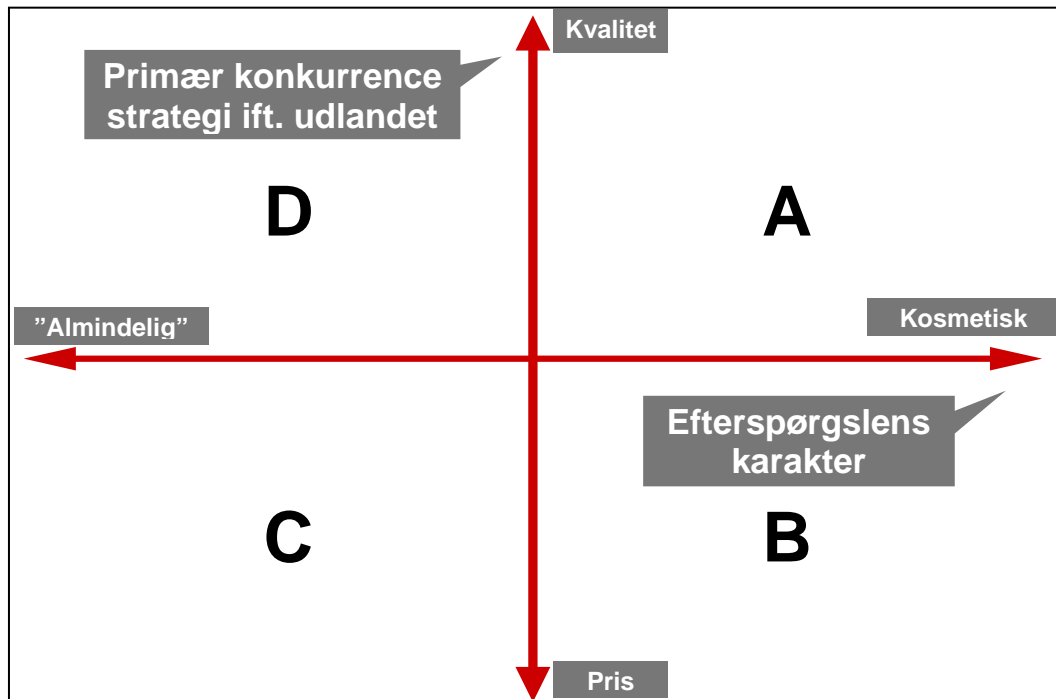 Kvalitet
Primær konkurrence
strategi ift. udlandet
D
A
”Almindelig”
Kosmetisk
Efterspørgslens
karakter
C
B
Pris